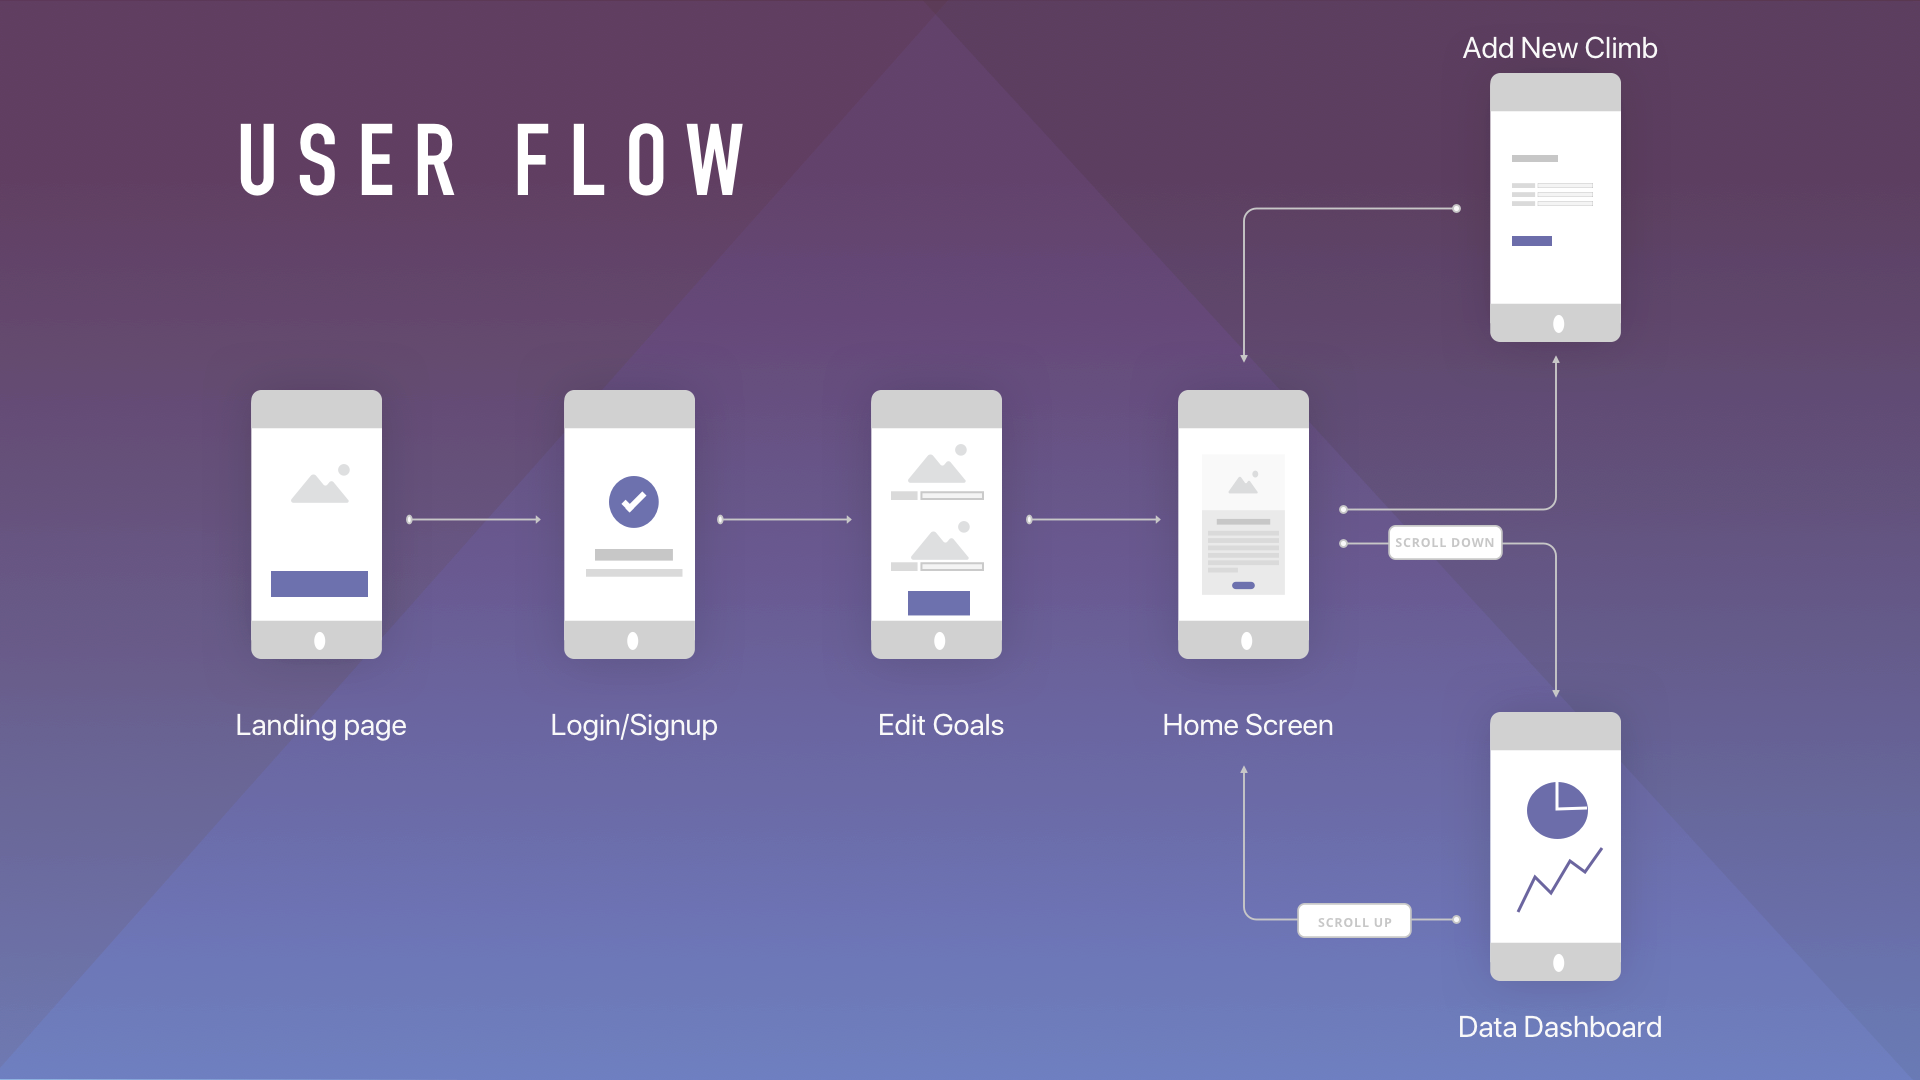 USER FLOW
Add New Climb
SCROLL DOWN
Landing page
Login/Signup
Edit Goals
Home Screen
SCROLL UP
Data Dashboard